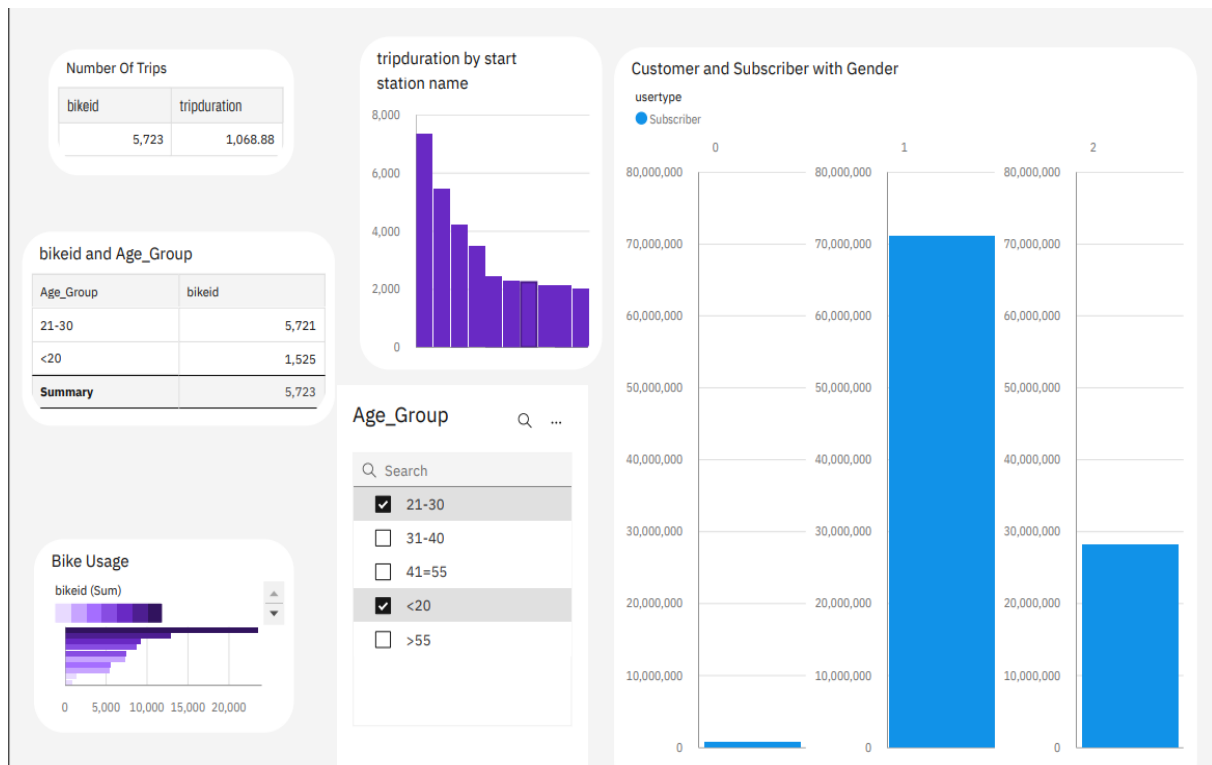 Number Of Trips
bikeid tripduration
5,723 1,068.88
bikeid and Age_Group
Age_Group bikeid
21-30 5,721
<20 1,525
Summary 5,723
Bike Usage
bikeid (Sum)
0 5,000 10,000 15,000 20,000
tripduration by start
station name
8,000
6,000
4,000
2,000
0
Age_Group
...
Search
21-30
31-40
41=55
<20
>55
Customer and Subscriber with Gender
usertype
Subscriber
0 1 2
80,000,000 80,000,000 80,000,000
70,000,000 70,000,000 70,000,000
60,000,000 60,000,000 60,000,000
50,000,000 50,000,000 50,000,000
40,000,000 40,000,000 40,000,000
30,000,000 30,000,000 30,000,000
20,000,000 20,000,000 20,000,000
10,000,000 10,000,000 10,000,000
0 0 0